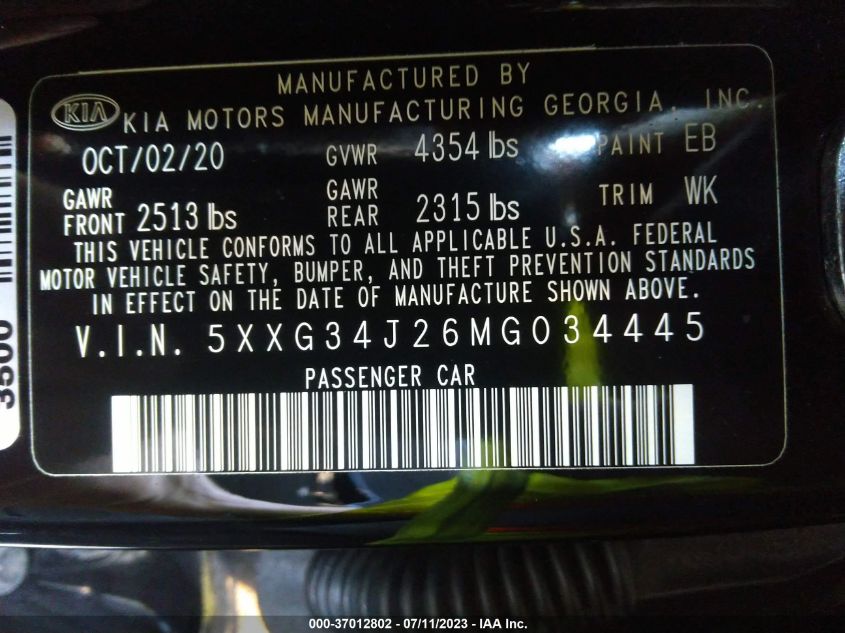 MANUFACTURED BY
KIA KIA MOTORS MANUFACTURING GEORGIA, INC.
OCT/02/20 GVWR 4354 lbs PAINT EB
GAWR FRONT 2513 lbs GAWR REAR 2315 lbs TRIM WK
THIS VEHICLE CONFORMS TO ALL APPLICABLE U.S.A. FEDERAL
MOTOR VEHICLE SAFETY, BUMPER, AND THEFT PREVENTION STANDARDS
IN EFFECT ON THE DATE OF MANUFACTURE SHOWN ABOVE.
V.I.N. 5XXG34J26MG034445
PASSENGER CAR
3500
000-37012802 - 07/11/2023 - IAA Inc.